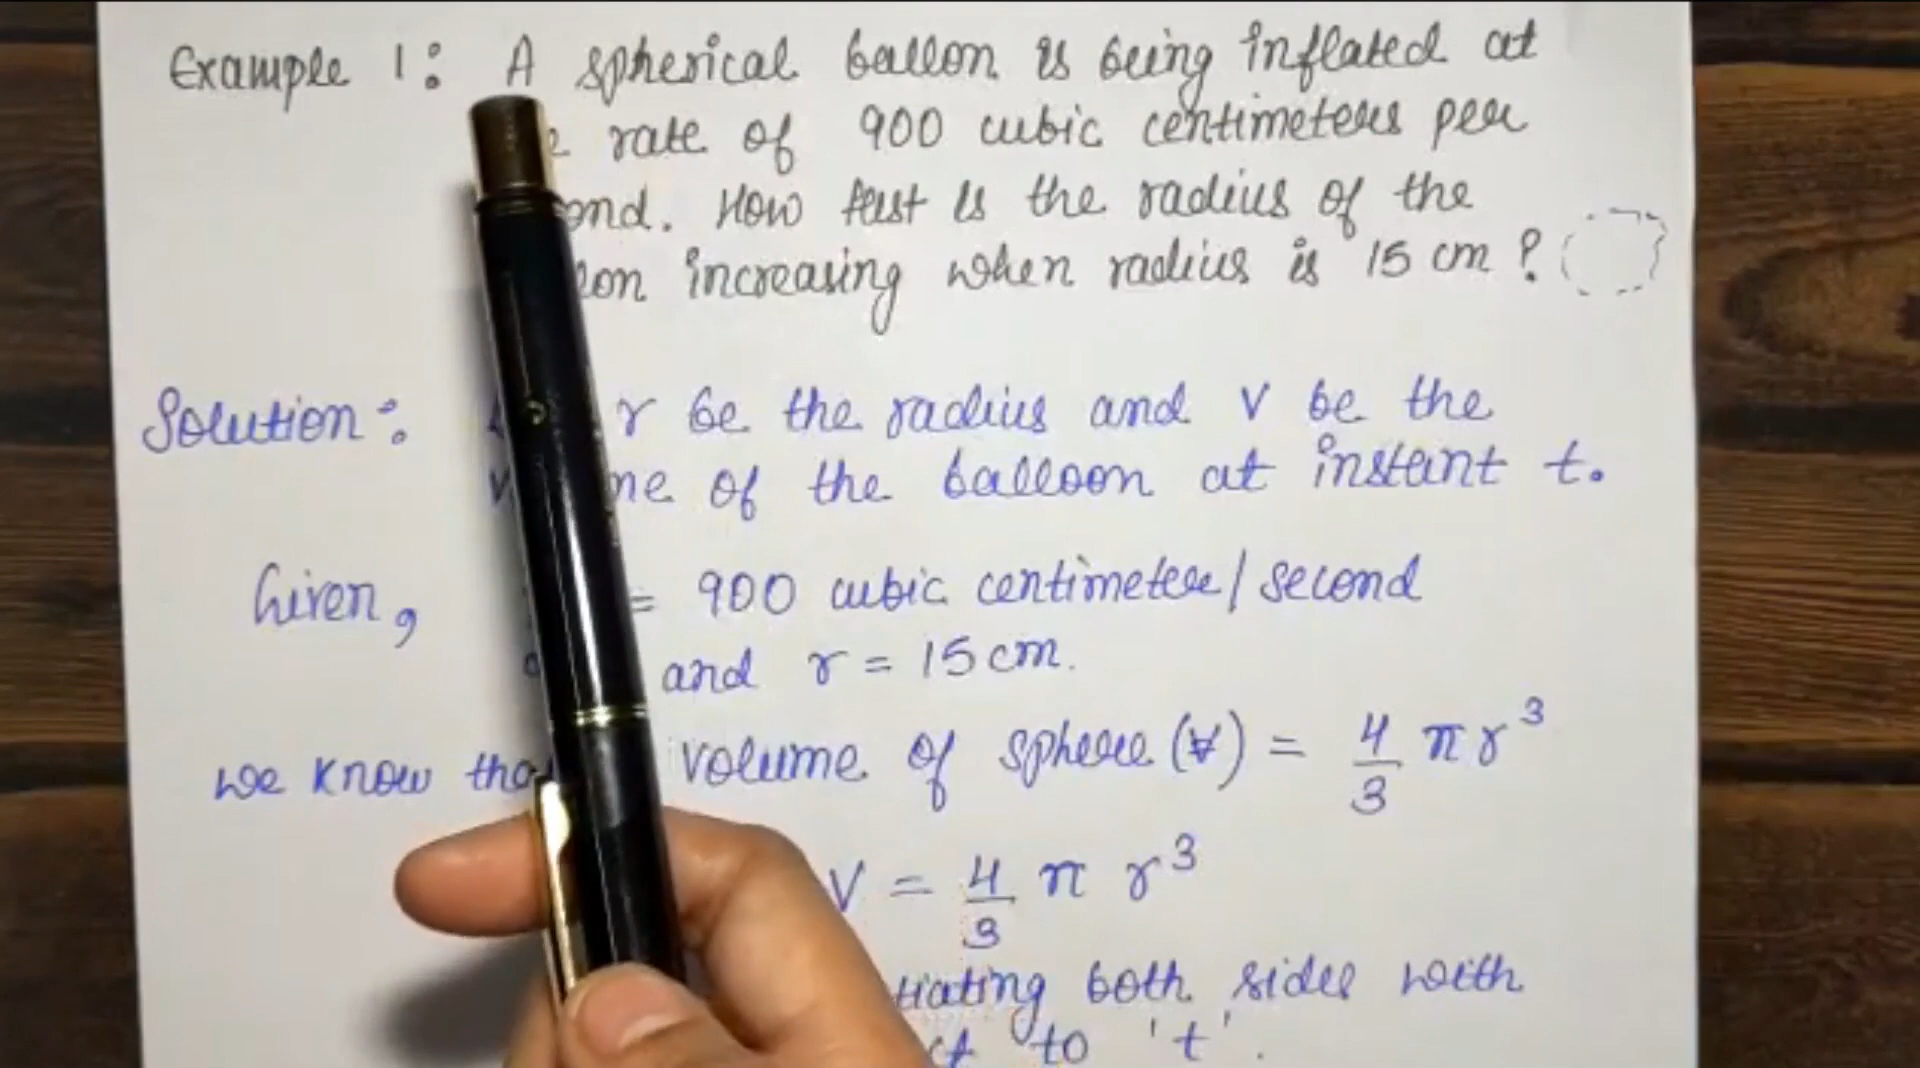 Example 1: A spherical ballon is being inflated at
rate of 900 cubic centimeters per
ond. How fast is the radius of the
on increasing when radius is 15 cm ?
Solution: r be the radius and V be the
me of the balloon at instant t.
Given, = 900 cubic centimeter/second
and r = 15 cm.
we know tha volume of sphere (V) = 4/3 π r³
V = 4/3 π r³
tiating both sides with
ct to 't'.